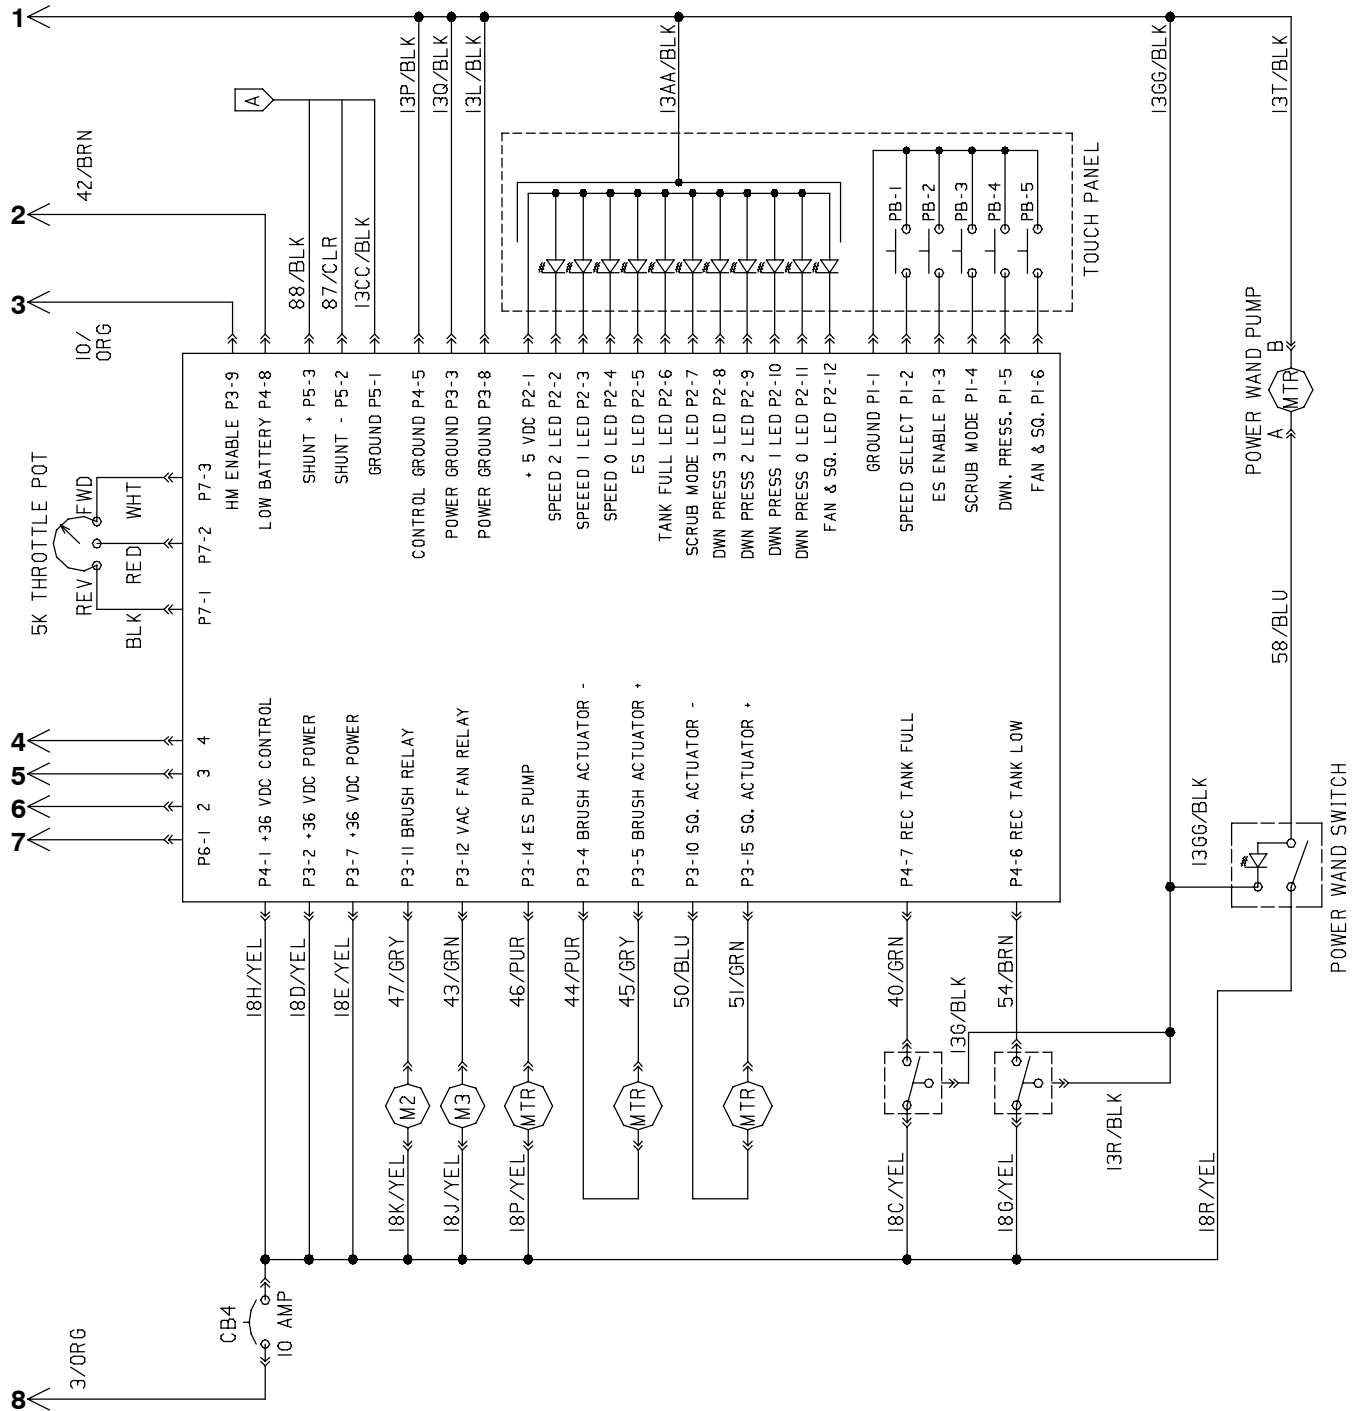 1
2
3
4
5
6
7
8
42/BRN
10/
ORG
3/ORG
A
88/BLK
87/CLR
13CC/BLK
13P/BLK
13Q/BLK
13L/BLK
13AA/BLK
13GG/BLK
13T/BLK
TOUCH PANEL
PB-1
PB-2
PB-3
PB-4
PB-5
5K THROTTLE POT
REV
FWD
BLK
RED
WHT
P7-1
P7-2
P7-3
HM ENABLE P3-9
LOW BATTERY P4-8
SHUNT + P5-3
SHUNT - P5-2
GROUND P5-1
CONTROL GROUND P4-5
POWER GROUND P3-3
POWER GROUND P3-8
+ 5 VDC P2-1
SPEED 2 LED P2-2
SPEED 1 LED P2-3
SPEED 0 LED P2-4
ES LED P2-5
TANK FULL LED P2-6
SCRUB MODE LED P2-7
DWN PRESS 3 LED P2-8
DWN PRESS 2 LED P2-9
DWN PRESS 1 LED P2-10
DWN PRESS 0 LED P2-11
FAN & SQ. LED P2-12
GROUND P1-1
SPEED SELECT P1-2
ES ENABLE P1-3
SCRUB MODE P1-4
DWN. PRESS. P1-5
FAN & SQ. P1-6
P6-1
2
3
4
P4-1 +36 VDC CONTROL
P3-2 +36 VDC POWER
P3-7 +36 VDC POWER
P3-11 BRUSH RELAY
P3-12 VAC FAN RELAY
P3-14 ES PUMP
P3-4 BRUSH ACTUATOR -
P3-5 BRUSH ACTUATOR +
P3-10 SQ. ACTUATOR -
P3-15 SQ. ACTUATOR +
P4-7 REC TANK FULL
P4-6 REC TANK LOW
18H/YEL
18D/YEL
18E/YEL
47/GRY
43/GRN
46/PUR
44/PUR
45/GRY
50/BLU
51/GRN
40/GRN
54/BRN
M2
M3
MTR
MTR
MTR
18K/YEL
18J/YEL
18P/YEL
18C/YEL
18G/YEL
13G/BLK
13R/BLK
18R/YEL
CB4
10 AMP
POWER WAND PUMP
A
MTR
B
58/BLU
13GG/BLK
POWER WAND SWITCH